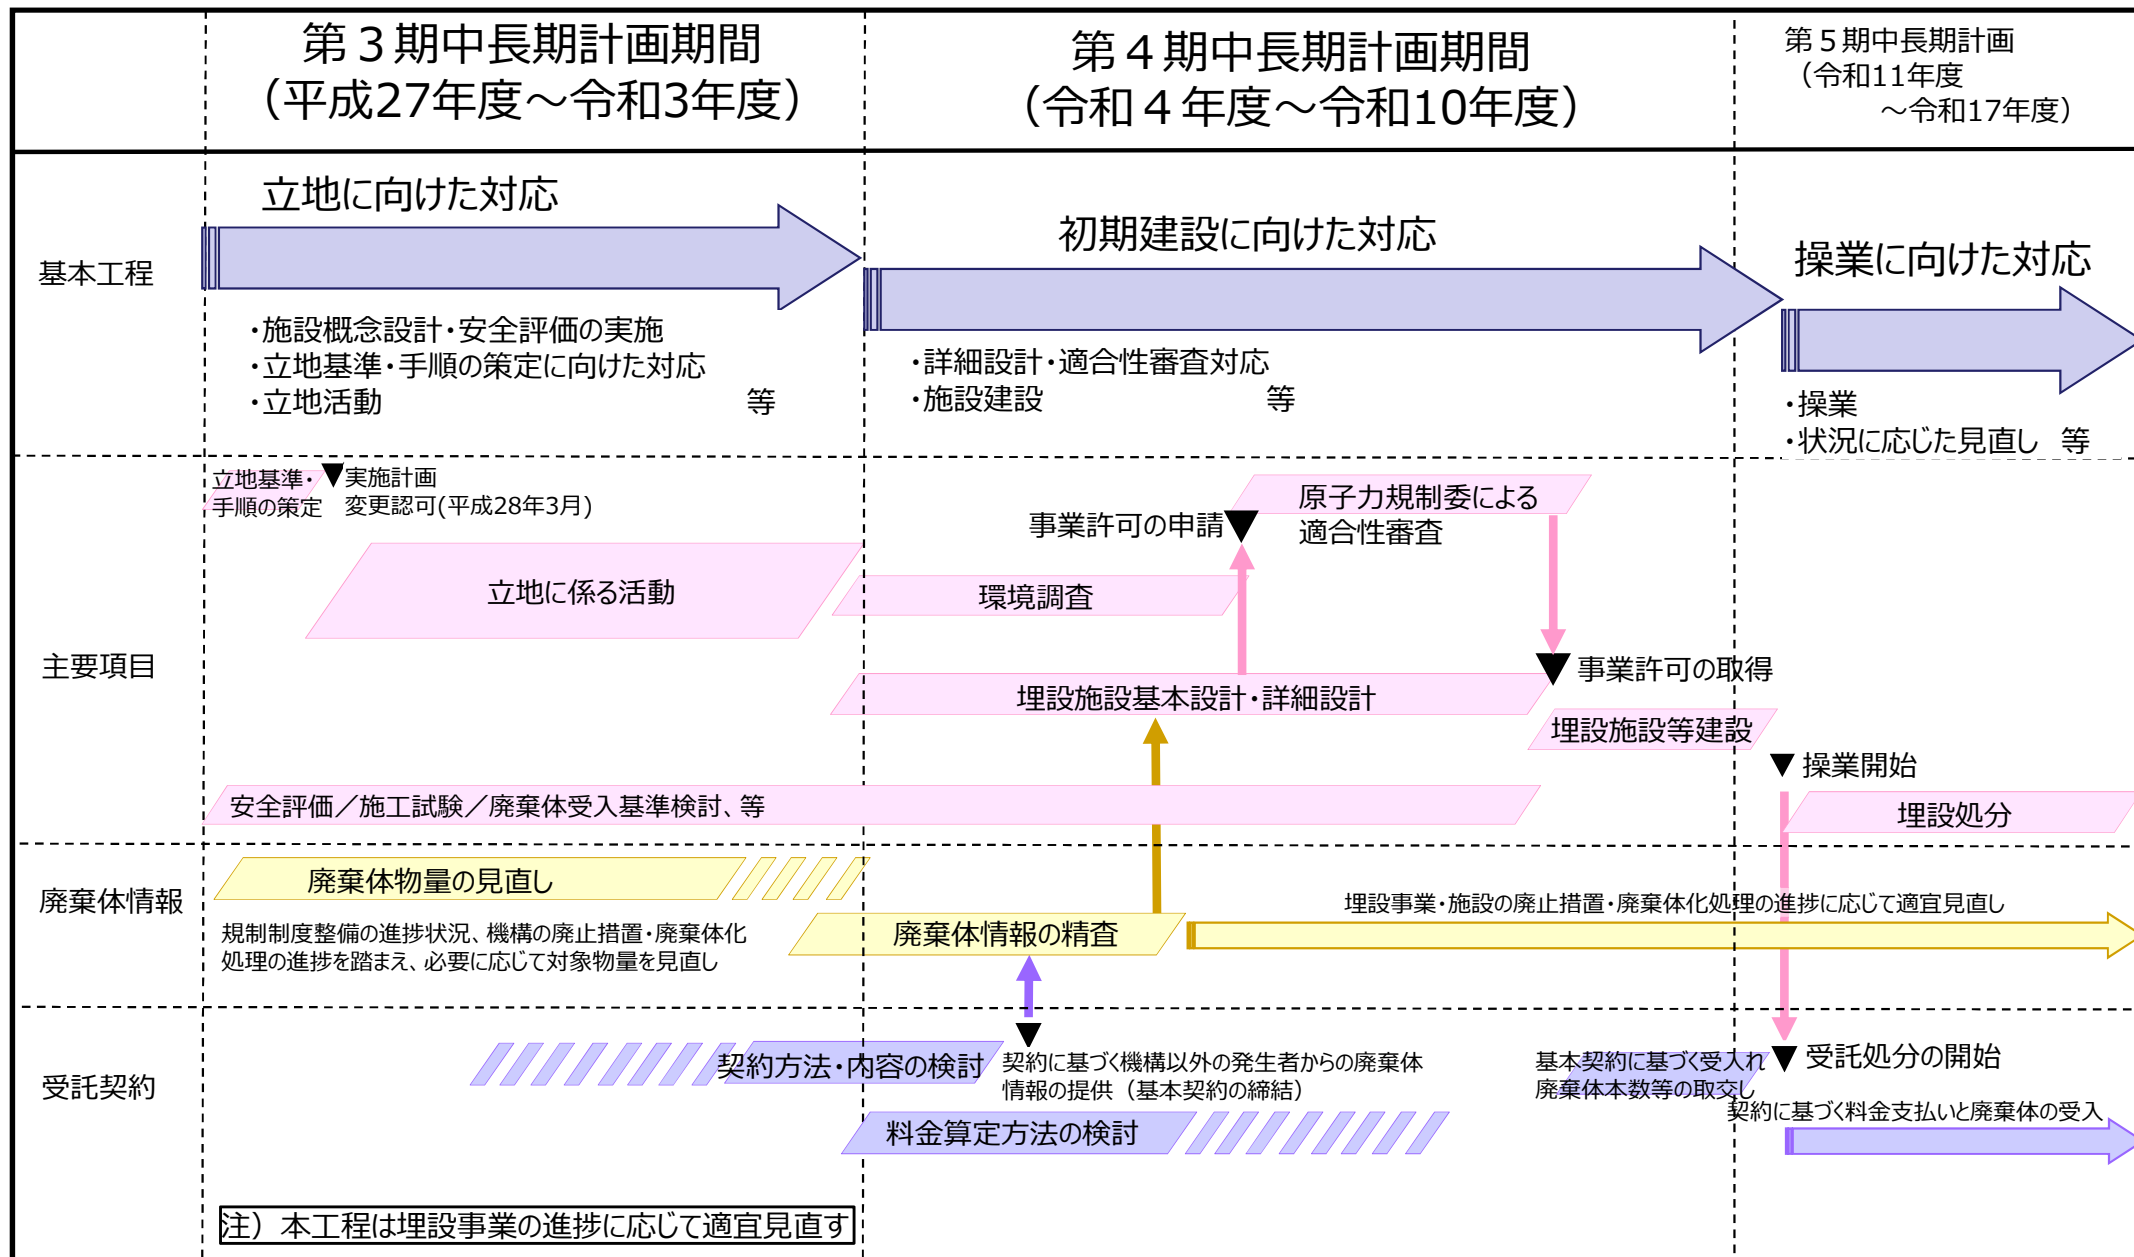 第３期中長期計画期間
（平成27年度～令和3年度）
第４期中長期計画期間
（令和４年度～令和10年度）
第５期中長期計画
（令和11年度
～令和17年度）
基本工程
立地に向けた対応
・施設概念設計・安全評価の実施
・立地基準・手順の策定に向けた対応
・立地活動　等
初期建設に向けた対応
・詳細設計・適合性審査対応
・施設建設　等
操業に向けた対応
・操業
・状況に応じた見直し　等
主要項目
立地基準・
手順の策定
▼実施計画
変更認可(平成28年3月)
立地に係る活動
環境調査
事業許可の申請▼
原子力規制委による
適合性審査
▼事業許可の取得
埋設施設基本設計・詳細設計
埋設施設等建設
▼操業開始
埋設処分
安全評価／施工試験／廃棄体受入基準検討、等
廃棄体情報
廃棄体物量の見直し
規制制度整備の進捗状況、機構の廃止措置・廃棄体化
処理の進捗を踏まえ、必要に応じて対象物量を見直し
廃棄体情報の精査
埋設事業・施設の廃止措置・廃棄体化処理の進捗に応じて適宜見直し
受託契約
契約方法・内容の検討
▼
契約に基づく機構以外の発生者からの廃棄体
情報の提供（基本契約の締結）
料金算定方法の検討
基本契約に基づく受入れ
廃棄体本数等の取交し
▼受託処分の開始
契約に基づく料金支払いと廃棄体の受入
注）本工程は埋設事業の進捗に応じて適宜見直す